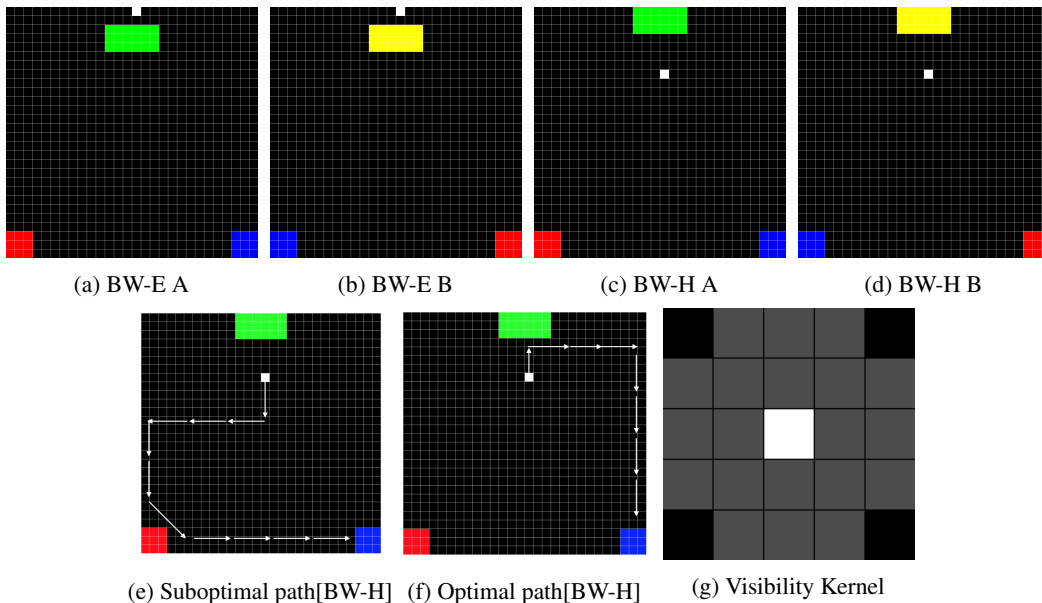 (a) BW-E A
(b) BW-E B
(c) BW-H A
(d) BW-H B
(e) Suboptimal path[BW-H]
(f) Optimal path[BW-H]
(g) Visibility Kernel